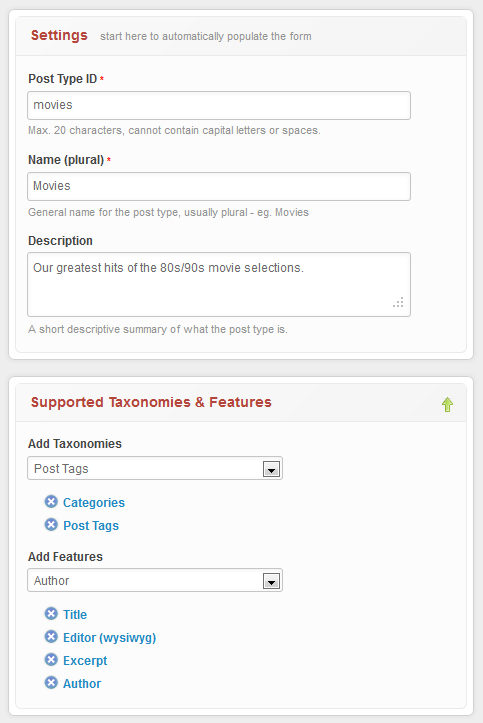 Settings start here to automatically populate the form
Post Type ID *
movies
Max. 20 characters, cannot contain capital letters or spaces.
Name (plural) *
Movies
General name for the post type, usually plural - eg. Movies
Description
Our greatest hits of the 80s/90s movie selections.
A short descriptive summary of what the post type is.
Supported Taxonomies & Features
Add Taxonomies
Post Tags
Categories
Post Tags
Add Features
Author
Title
Editor (wysiwyg)
Excerpt
Author